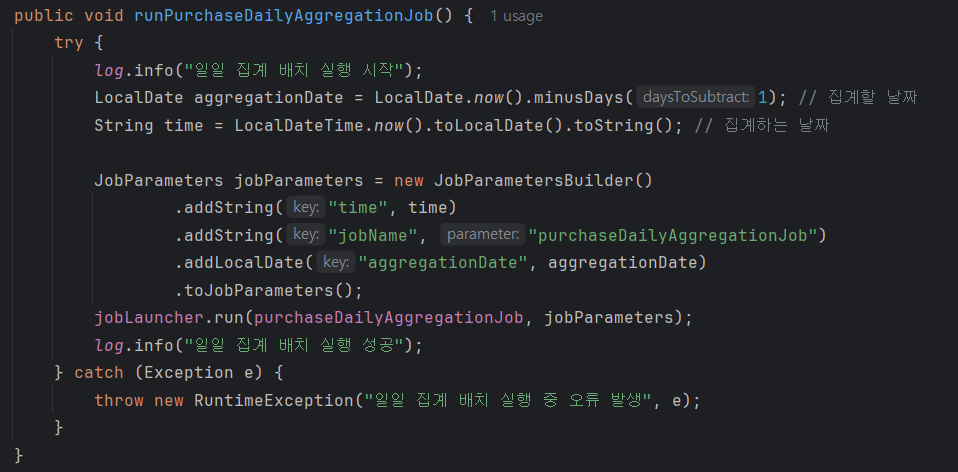 public void runPurchaseDailyAggregationJob() { 1 usage
try {
log.info("일일 집계 배치 실행 시작");
LocalDate aggregationDate = LocalDate.now().minusDays( daysToSubtract: 1); // 집계할 날짜
String time = LocalDateTime.now().toLocalDate().toString(); // 집계하는 날짜
JobParameters jobParameters = new JobParametersBuilder()
.addString( key: "time", time)
.addString( key: "jobName", parameter: "purchaseDailyAggregationJob")
.addLocalDate( key: "aggregationDate", aggregationDate)
.toJobParameters();
jobLauncher.run(purchaseDailyAggregationJob, jobParameters);
log.info("일일 집계 배치 실행 성공");
} catch (Exception e) {
throw new RuntimeException("일일 집계 배치 실행 중 오류 발생", e);
}
}